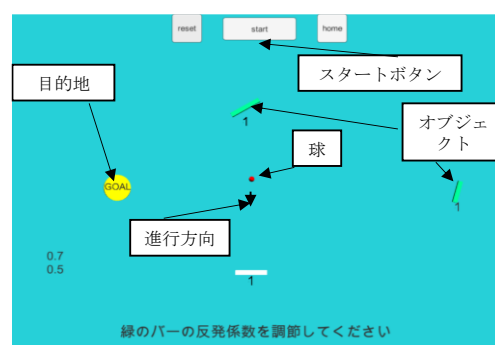 reset
start
home
スタートボタン
目的地
オブジェ
クト
1
球
GOAL
1
進行方向
0.7
0.5
1
緑のバーの反発係数を調節してください